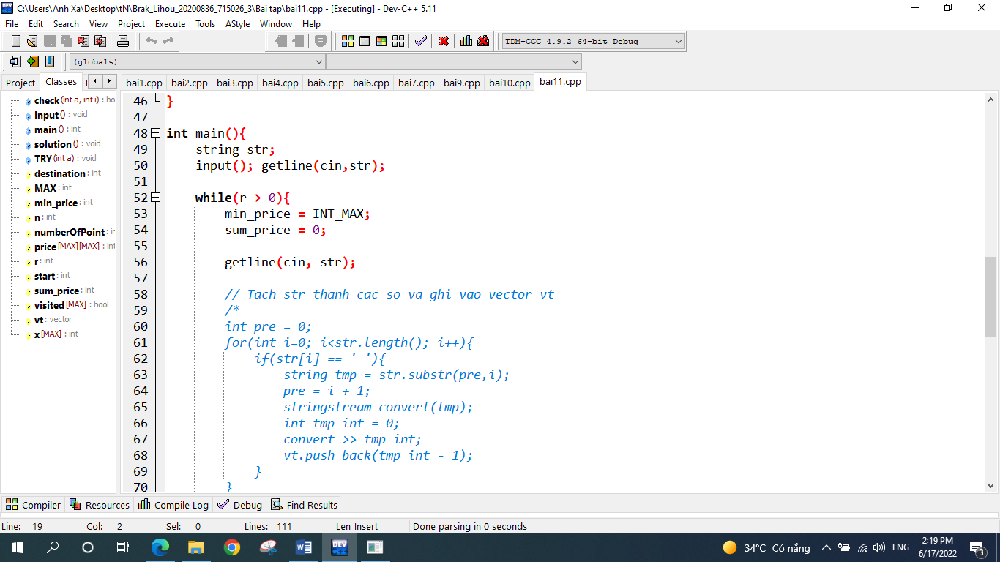 C:\Users\Anh Xa\Desktop\tN\Brak_Lihou_20200836_715026_3\Bai tap\bai11.cpp - [Executing] - Dev-C++ 5.11
File Edit Search View Project Execute Tools AStyle Window Help
TDM-GCC 4.9.2 64-bit Debug
(globals)
Project Classes bai1.cpp bai2.cpp bai3.cpp bai4.cpp bai5.cpp bai6.cpp bai7.cpp bai9.cpp bai10.cpp bai11.cpp
check (int a, int i) : bo
input () : void
main () : int
solution () : void
TRY (int a) : void
destination : int
MAX : int
min_price : int
n : int
numberOfPoint : ir
price [MAX][MAX] : int
r : int
start : int
sum_price : int
visited [MAX] : bool
vt : vector
x [MAX] : int
46 }
47
48 int main(){
49 string str;
50 input(); getline(cin,str);
51
52 while(r > 0){
53 min_price = INT_MAX;
54 sum_price = 0;
55
56 getline(cin, str);
57
58 // Tach str thanh cac so va ghi vao vector vt
59 /*
60 int pre = 0;
61 for(int i=0; i<str.length(); i++){
62 if(str[i] == ' '){
63 string tmp = str.substr(pre,i);
64 pre = i + 1;
65 stringstream convert(tmp);
66 int tmp_int = 0;
67 convert >> tmp_int;
68 vt.push_back(tmp_int - 1);
69 }
70 }
Compiler Resources Compile Log Debug Find Results
Line: 19 Col: 2 Sel: 0 Lines: 111 Len Insert Done parsing in 0 seconds
DEV
34°C Có nắng ENG 2:19 PM
6/17/2022 3